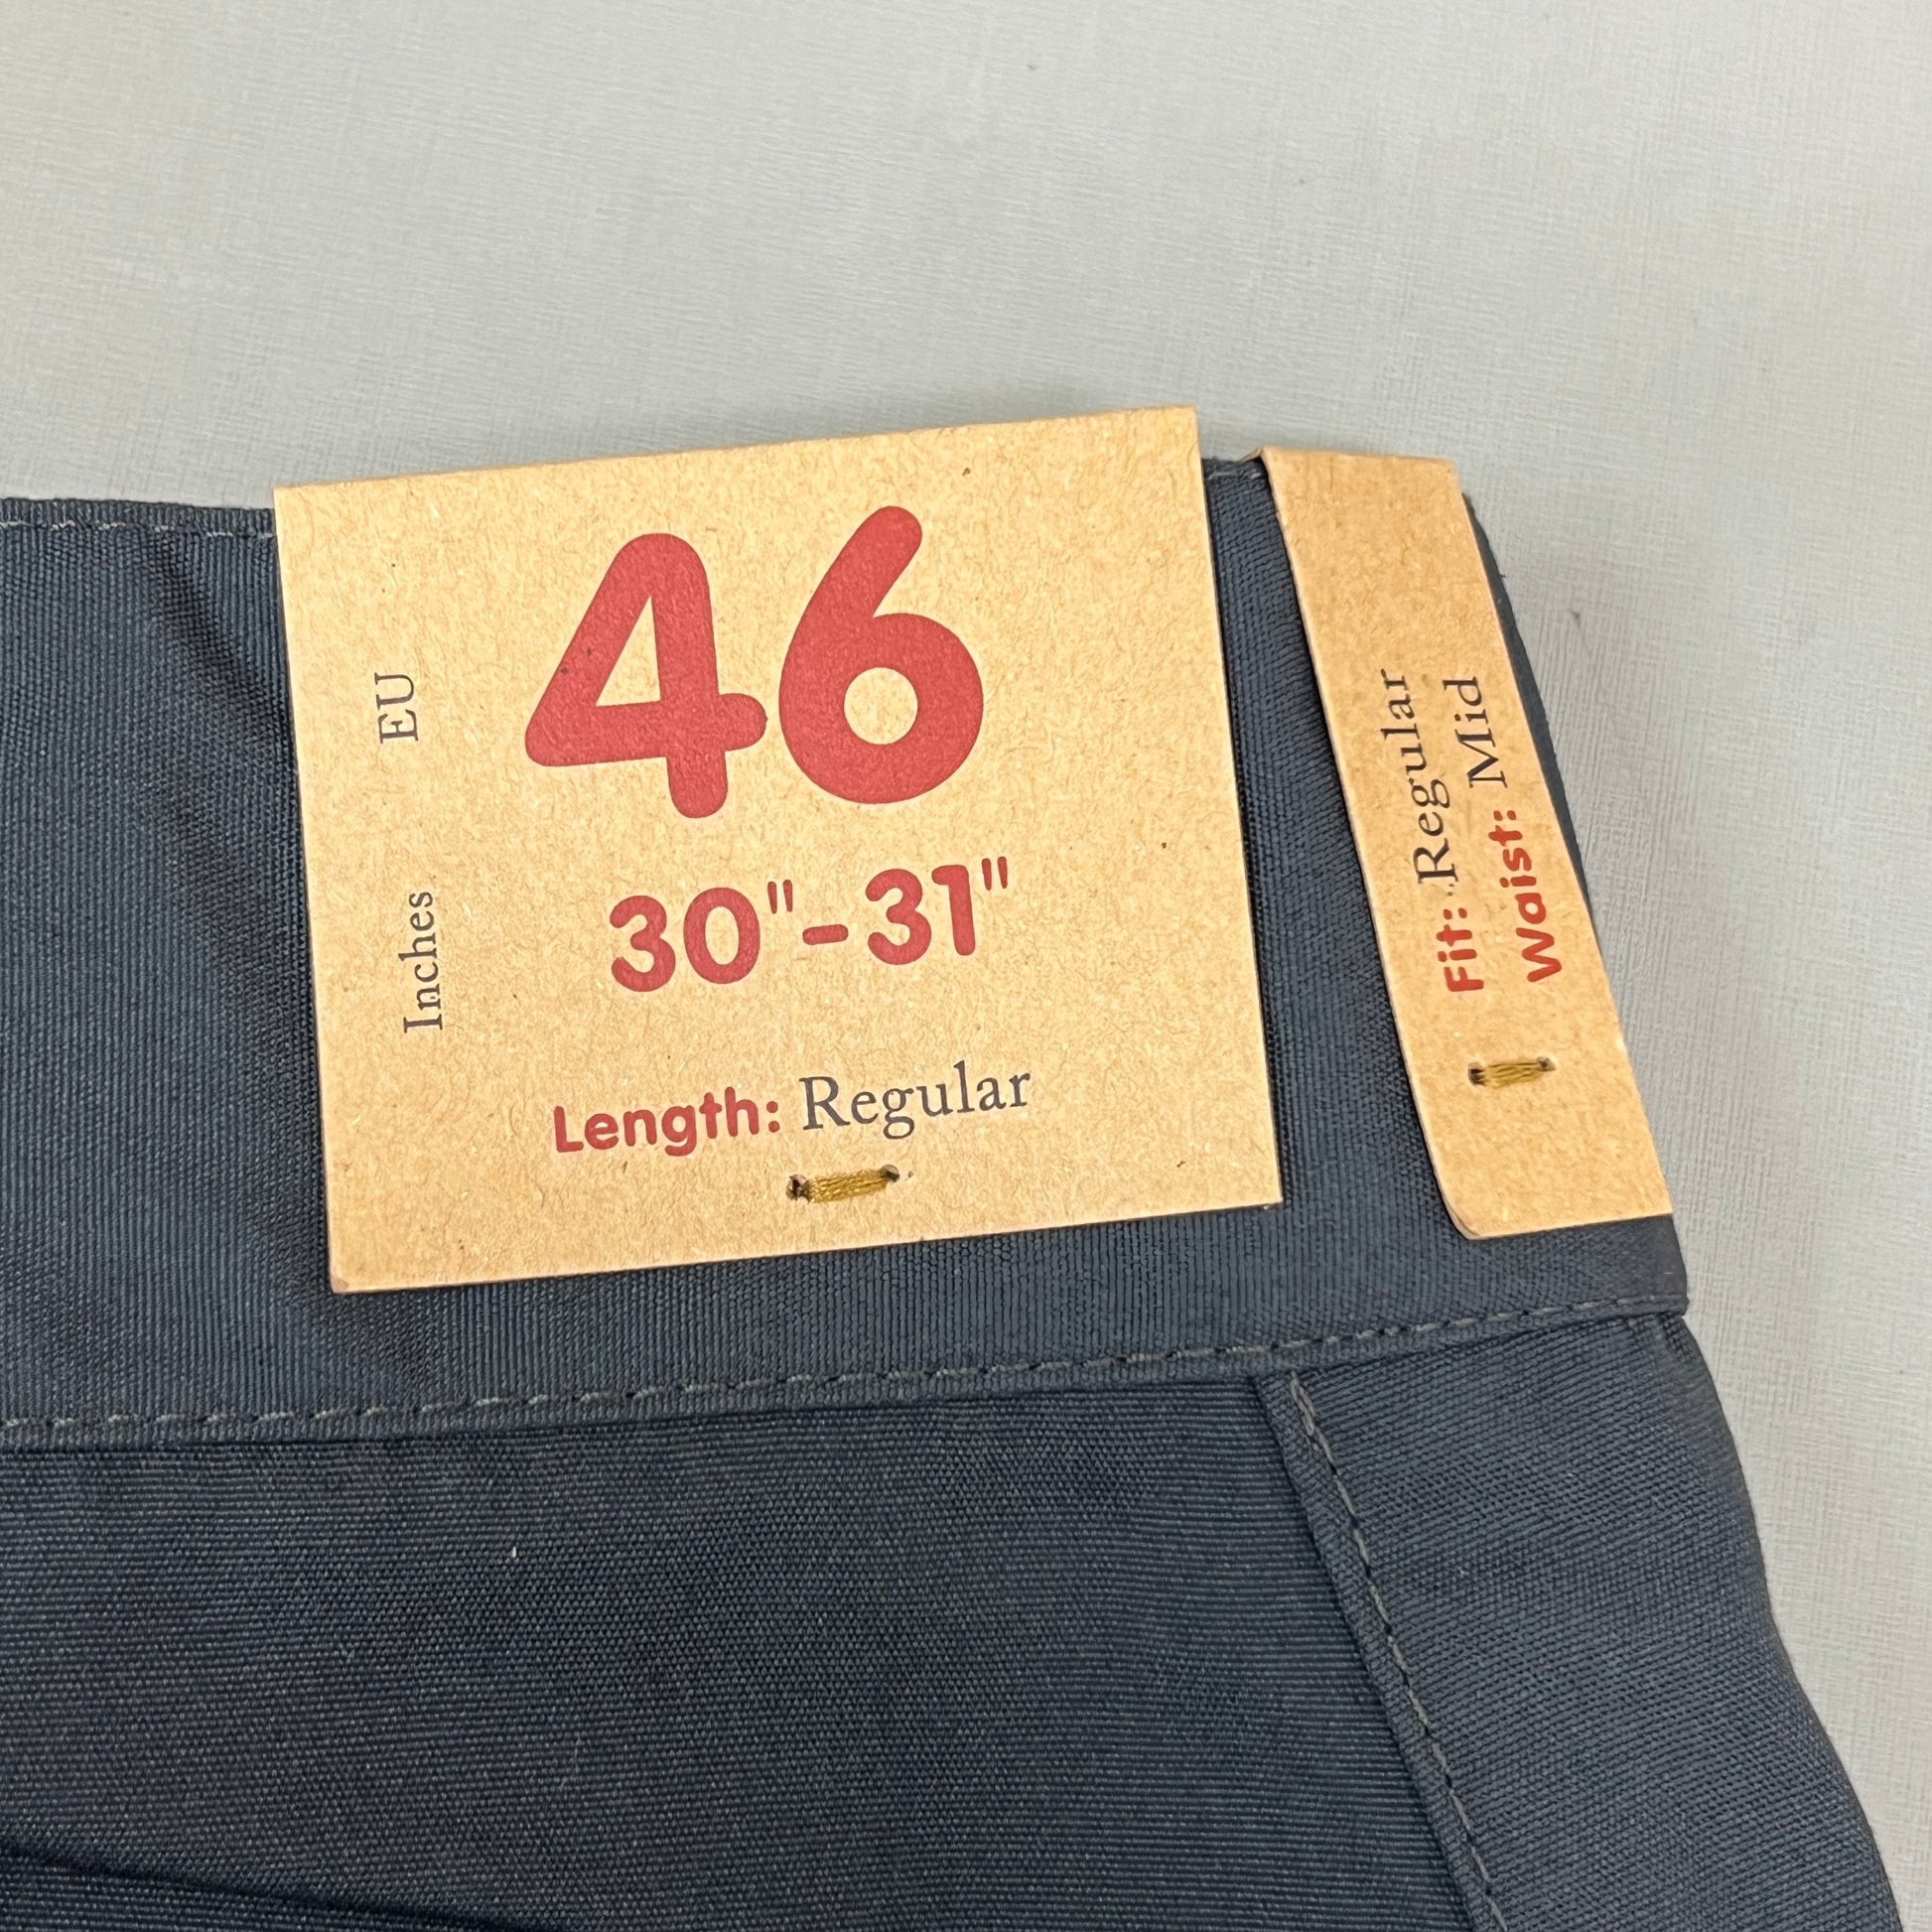 EU
46
Inches
30"-31"
Length: Regular
Fit: Regular
Waist: Mid